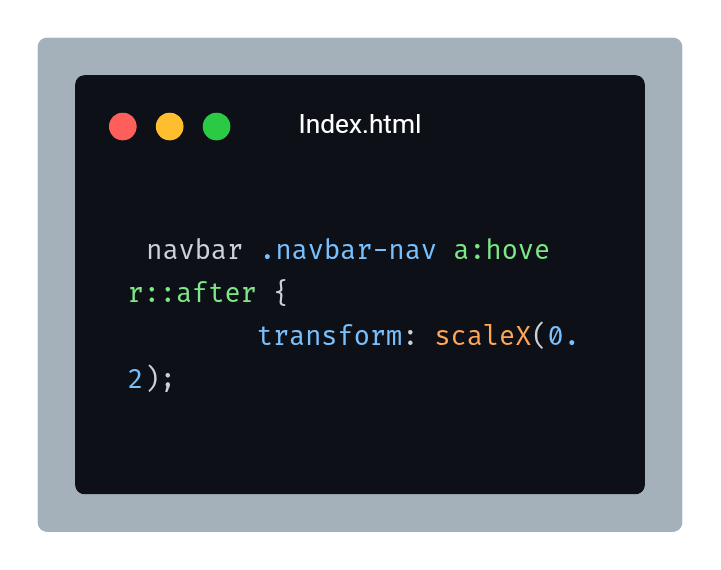 Index.html
navbar .navbar-nav a:hove
r::after {
transform: scaleX(0.
2);